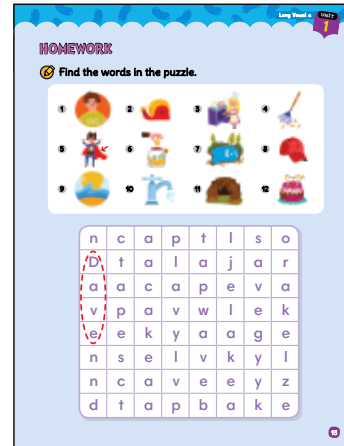 Long Vowel a UNIT
1
HOMEWORK
Find the words in the puzzle.
1 2 3 4
5 6 7 8
9 10 11 12
n c a p t l s o
D t a l a j a r
a a c a p e v a
v p a v w l e k
e e k y a a g e
n s e l v k y l
n c a v e e y z
d t a p b a k e
15